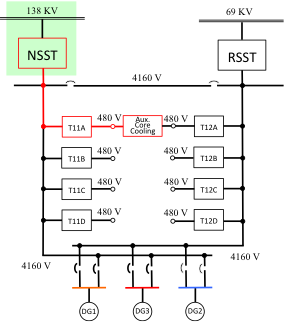 138 KV 69 KV
NSST RSST
4160 V
480 V Aux. Core Cooling 480 V
T11A T12A
480 V 480 V
T11B T12B
480 V 480 V
T11C T12C
480 V 480 V
T11D T12D
4160 V 4160 V
DG1 DG3 DG2